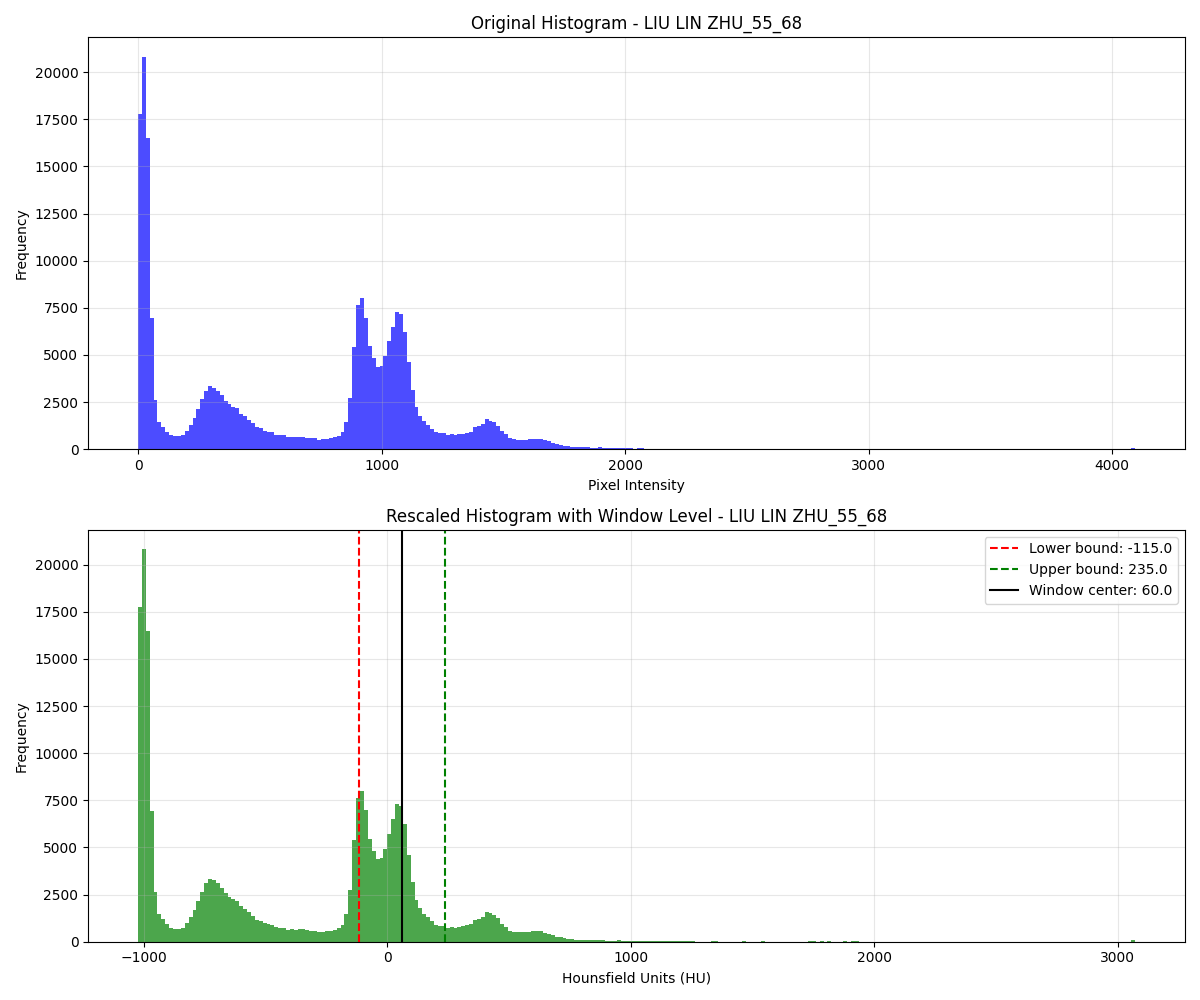 Original Histogram - LIU LIN ZHU_55_68
Frequency
20000
17500
15000
12500
10000
7500
5000
2500
0
0 1000 2000 3000 4000
Pixel Intensity
Rescaled Histogram with Window Level - LIU LIN ZHU_55_68
Lower bound: -115.0
Upper bound: 235.0
Window center: 60.0
Frequency
20000
17500
15000
12500
10000
7500
5000
2500
0
−1000 0 1000 2000 3000
Hounsfield Units (HU)